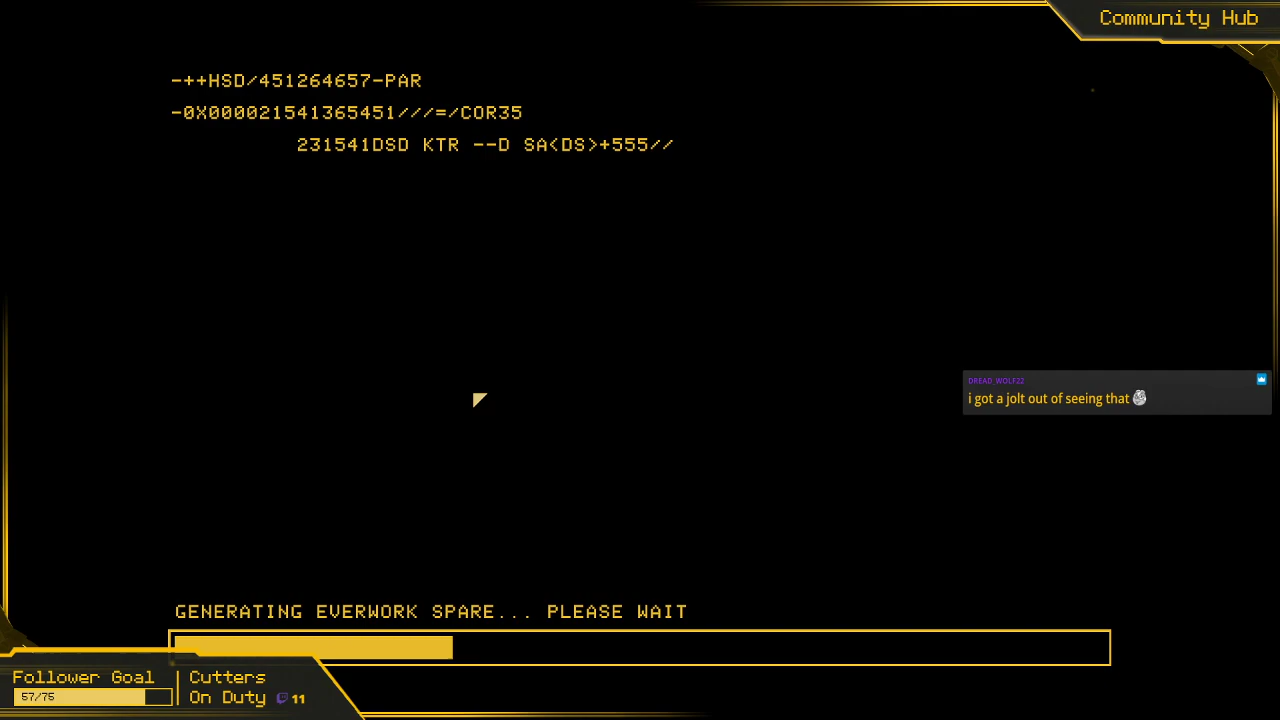 Community Hub
-++HSD/451264657-PAR
-0X000021541365451///=/COR35
231541DSD KTR --D SA<DS>+555//
DREAD_WOLF22
i got a jolt out of seeing that
GENERATING EVERWORK SPARE... PLEASE WAIT
Follower Goal
57/75
Cutters
On Duty 11